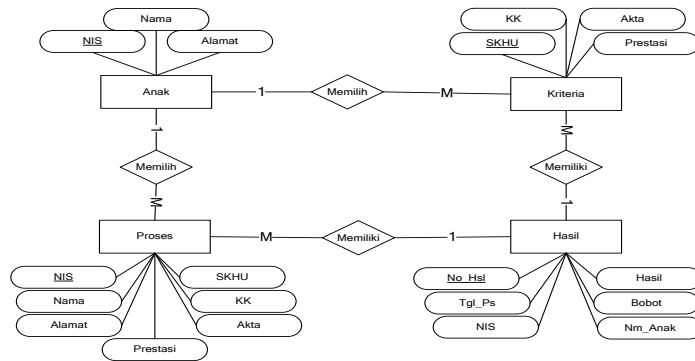 Nama
NIS
Alamat
KK
Akta
SKHU
Prestasi
Anak
1
Memilih
M
Kriteria
1
Memilih
M
M
Memiliki
1
Proses
M
Memiliki
1
Hasil
NIS
SKHU
Nama
KK
Alamat
Akta
Prestasi
No_Hsl
Hasil
Tgl_Ps
Bobot
NIS
Nm_Anak